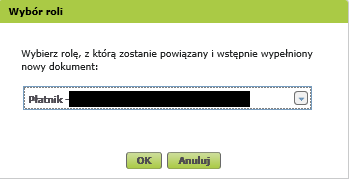 Wybór roli
Wybierz rolę, z którą zostanie powiązany i wstępnie wypełniony
nowy dokument:
Płatnik -
OK Anuluj